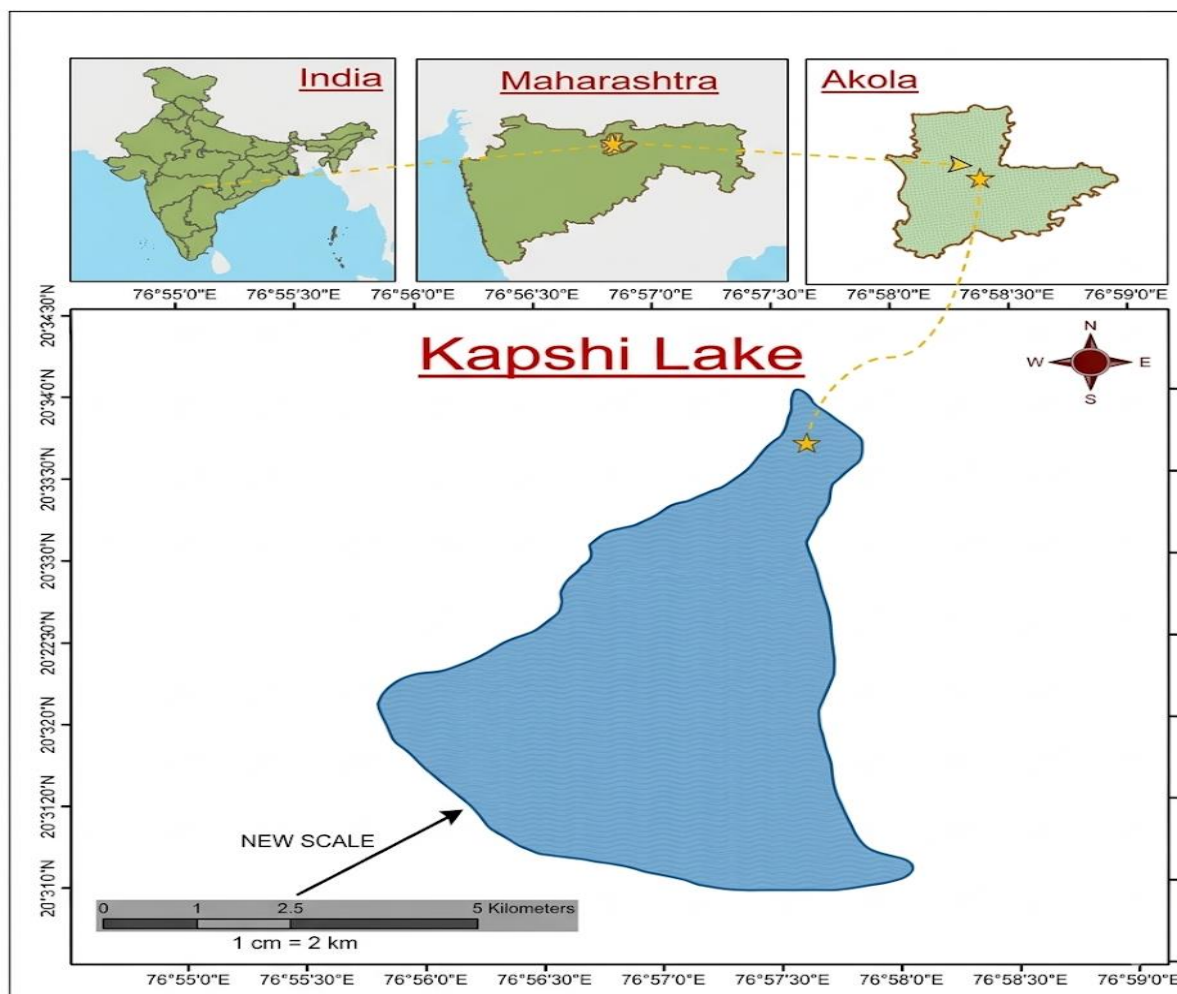 India
Maharashtra
Akola
76°55'0"E 76°55'30"E 76°56'0"E 76°56'30"E 76°57'0"E 76°57'30"E 76°58'0"E 76°58'30"E 76°59'0"E
Kapshi Lake
N
W E
S
20°34'30"N
20°34'0"N
20°33'30"N
20°33'0"N
20°22'30"N
20°32'0"N
20°31'20"N
20°31'0"N
NEW SCALE
0 1 2.5 5 Kilometers
1 cm = 2 km
76°55'0"E 76°55'30"E 76°56'0"E 76°56'30"E 76°57'0"E 76°57'30"E 76°58'0"E 76°58'30"E 76°59'0"E